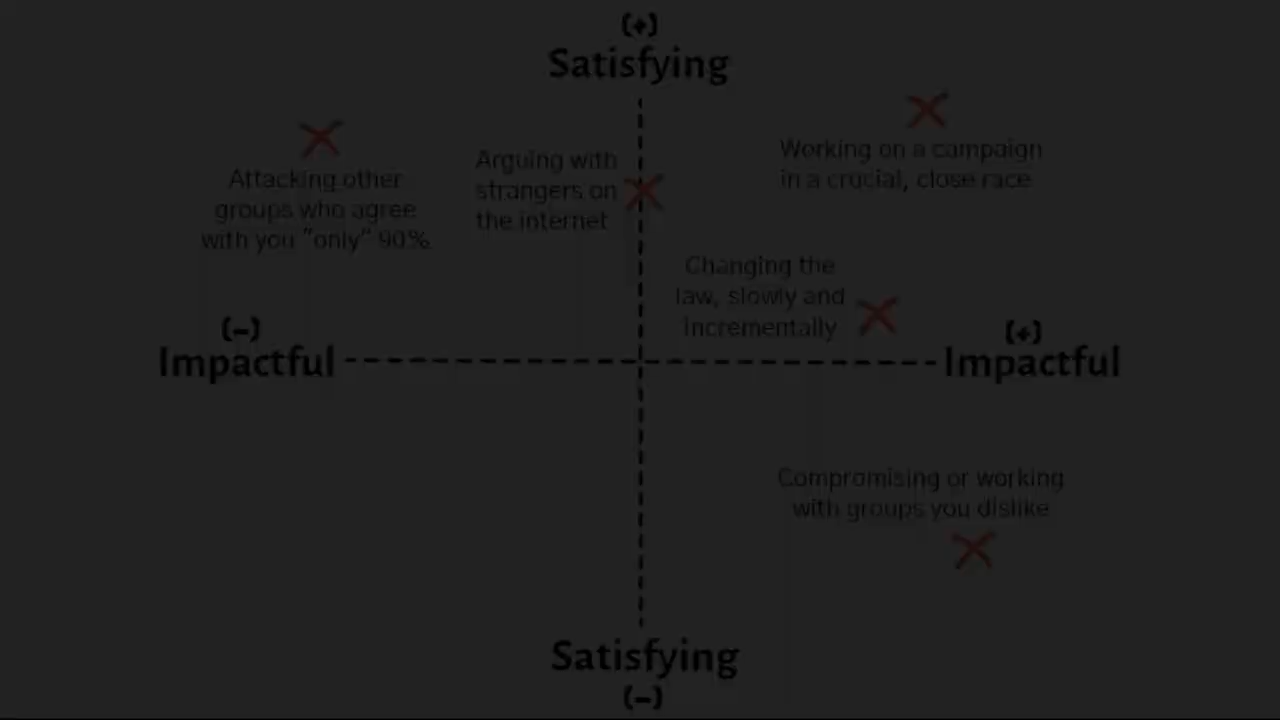 (+)
Satisfying
Attacking other
groups who agree
with you "only" 90%
Arguing with
strangers on
the internet
Working on a campaign
in a crucial, close race
Changing the
law, slowly and
incrementally
(-)
Impactful
(+)
Impactful
Compromising or working
with groups you dislike
Satisfying
(-)